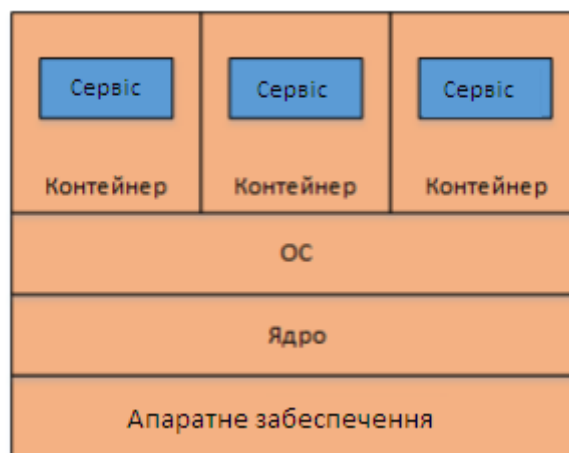 Сервіс Сервіс Сервіс
Контейнер Контейнер Контейнер
ОС
Ядро
Апаратне забеспечення